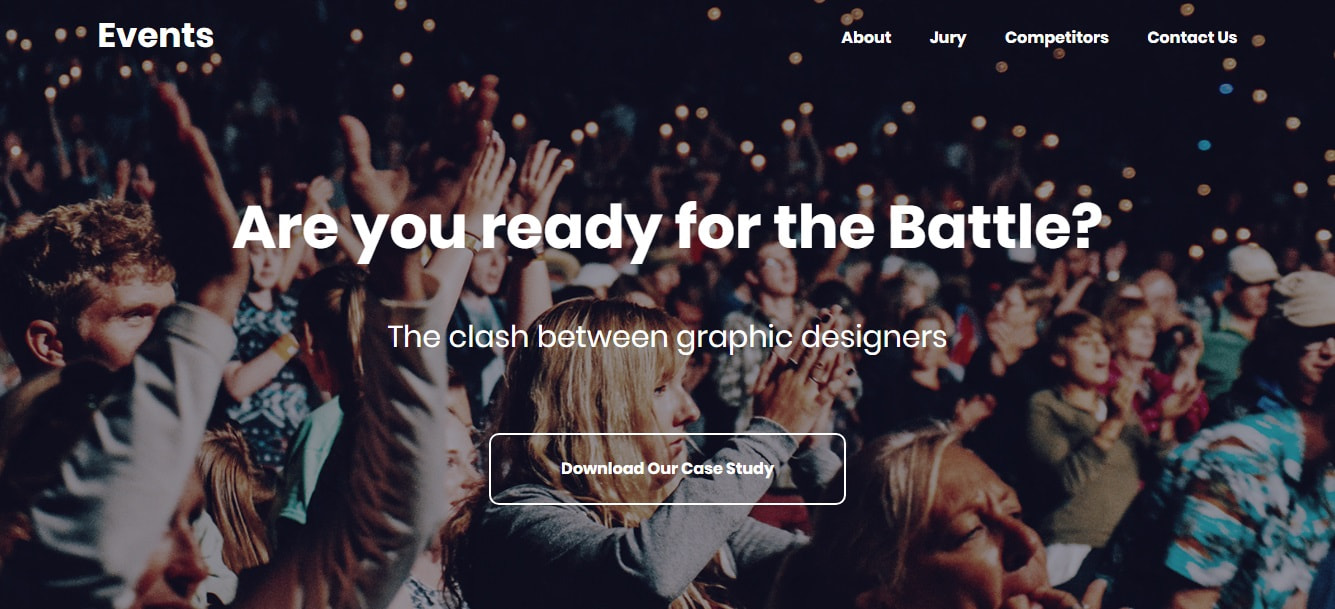 Events
About
Jury
Competitors
Contact Us
Are you ready for the Battle?
The clash between graphic designers
Download Our Case Study